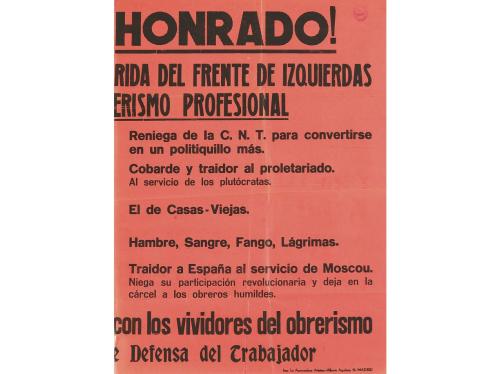 HONRADO!
RIDA DEL FRENTE DE IZQUIERDAS
ERISMO PROFESIONAL
Reniega de la C. N. T. para convertirse
en un politiquillo más.
Cobarde y traidor al proletariado.
Al servicio de los plutócratas.
El de Casas-Viejas.
Hambre, Sangre, Fango, Lágrimas.
Traidor a España al servicio de Moscou.
Niega su participación revolucionaria y deja en la
cárcel a los obreros humildes.
con los vividores del obrerismo
e Defensa del Trabajador